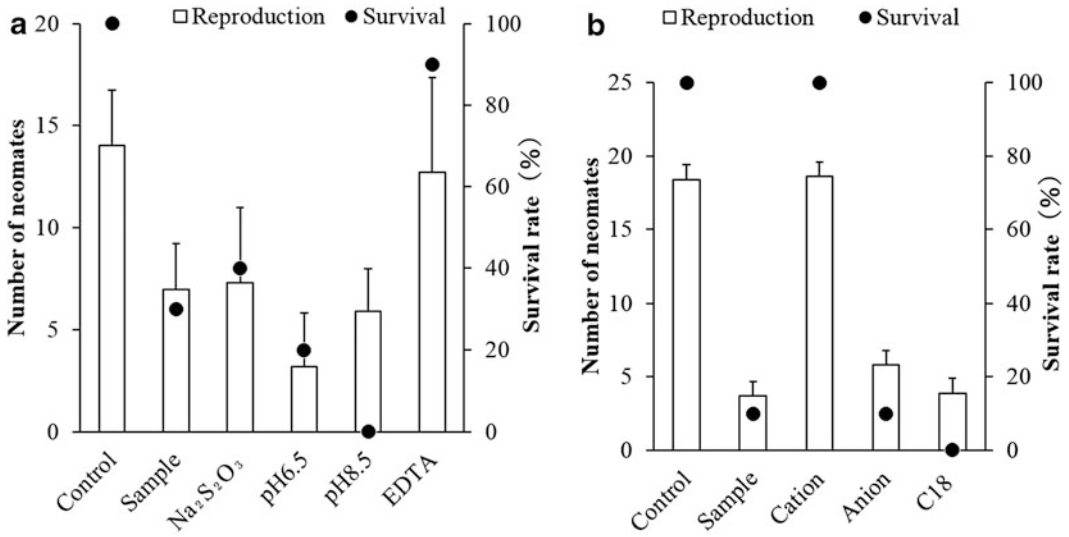 a
Reproduction Survival
Number of neomates
20
15
10
5
0
100
80
60
40
20
0
Survival rate (%)
Control
Sample
Na₂S₂O₃
pH6.5
pH8.5
EDTA
b
Reproduction Survival
Number of neomates
25
20
15
10
5
0
100
80
60
40
20
0
Survival rate (%)
Control
Sample
Cation
Anion
C18